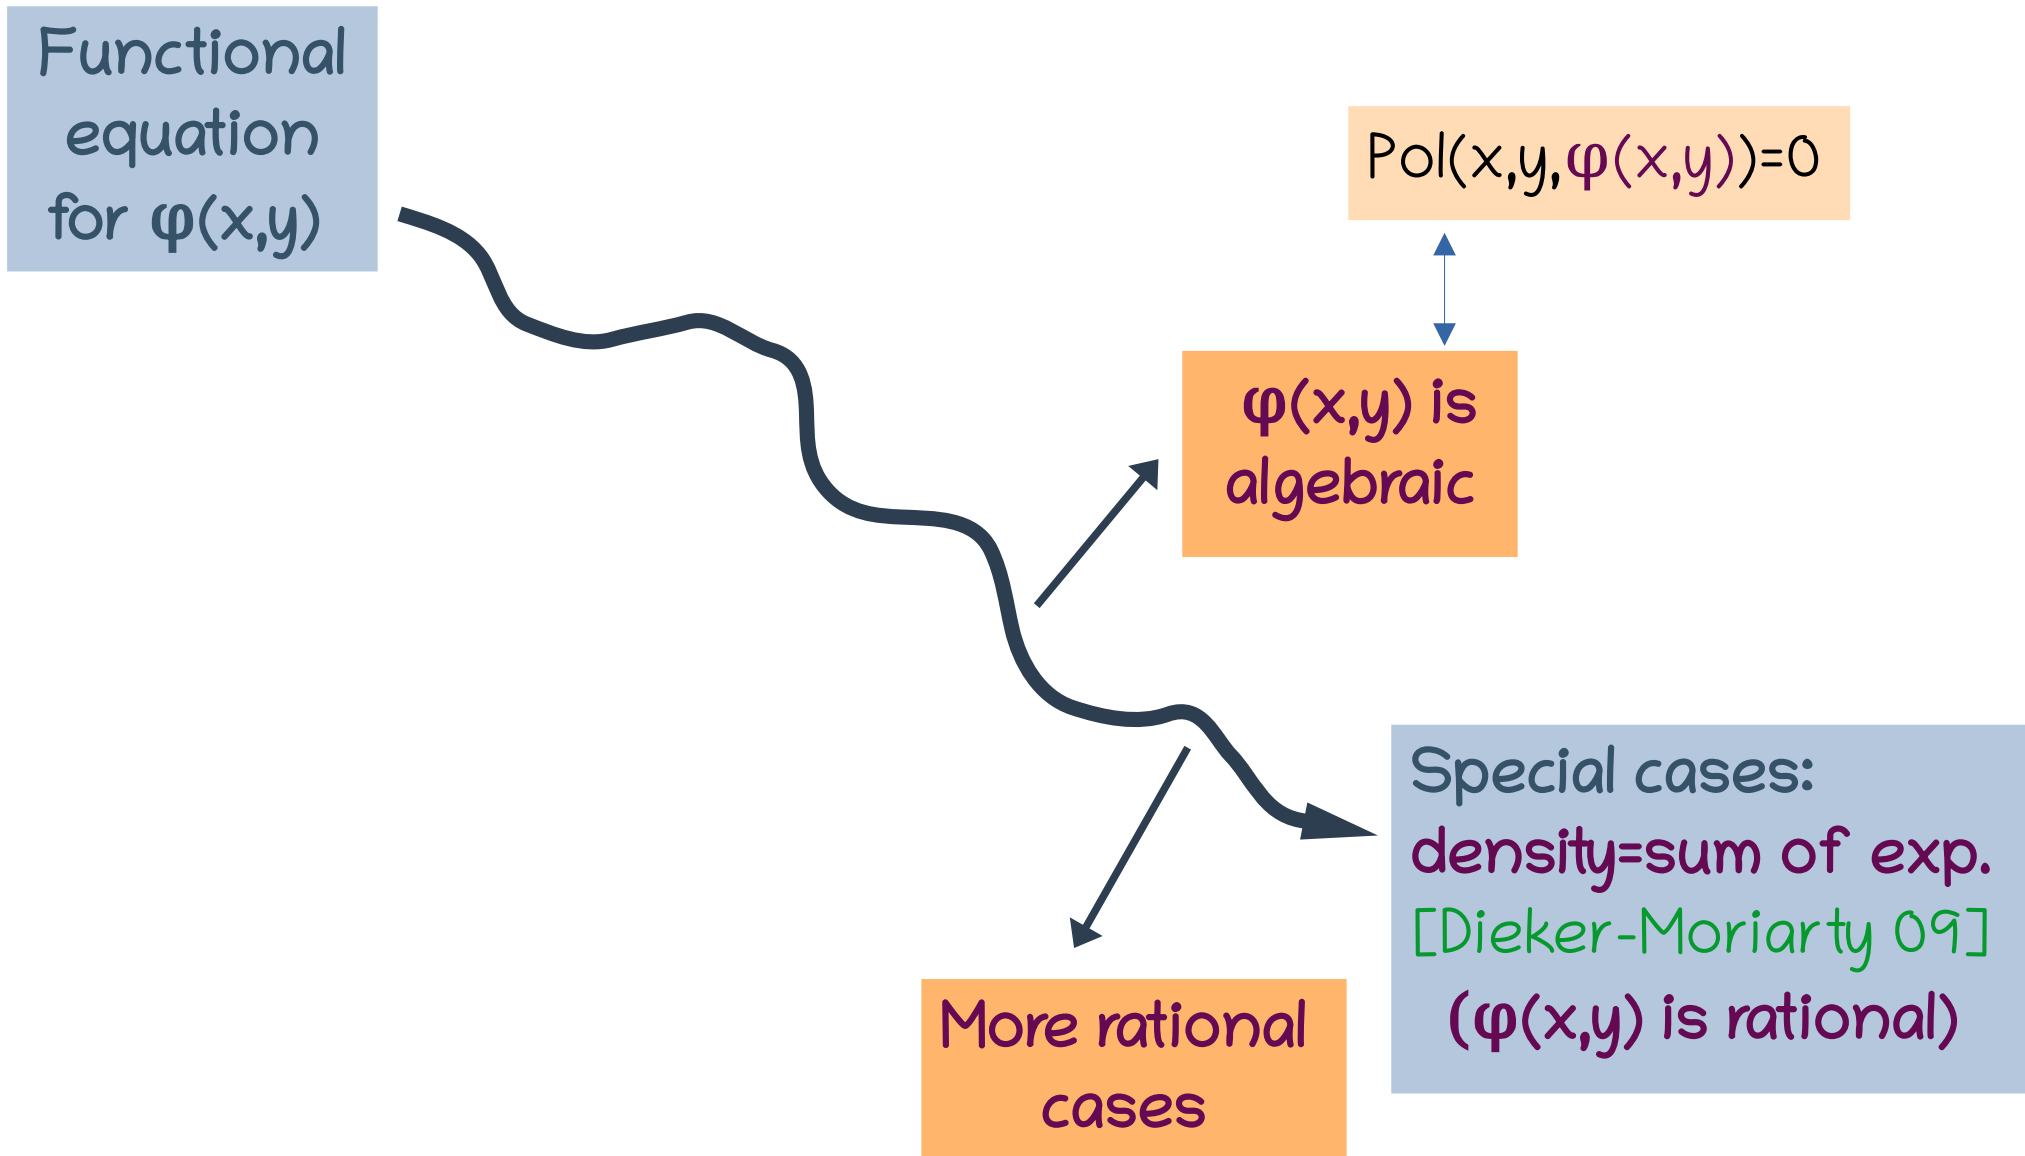 Functional
equation
for φ(x,y)
Pol(x,y,φ(x,y))=0
φ(x,y) is
algebraic
Special cases:
density=sum of exp.
[Dieker-Moriarty 09]
(φ(x,y) is rational)
More rational
cases